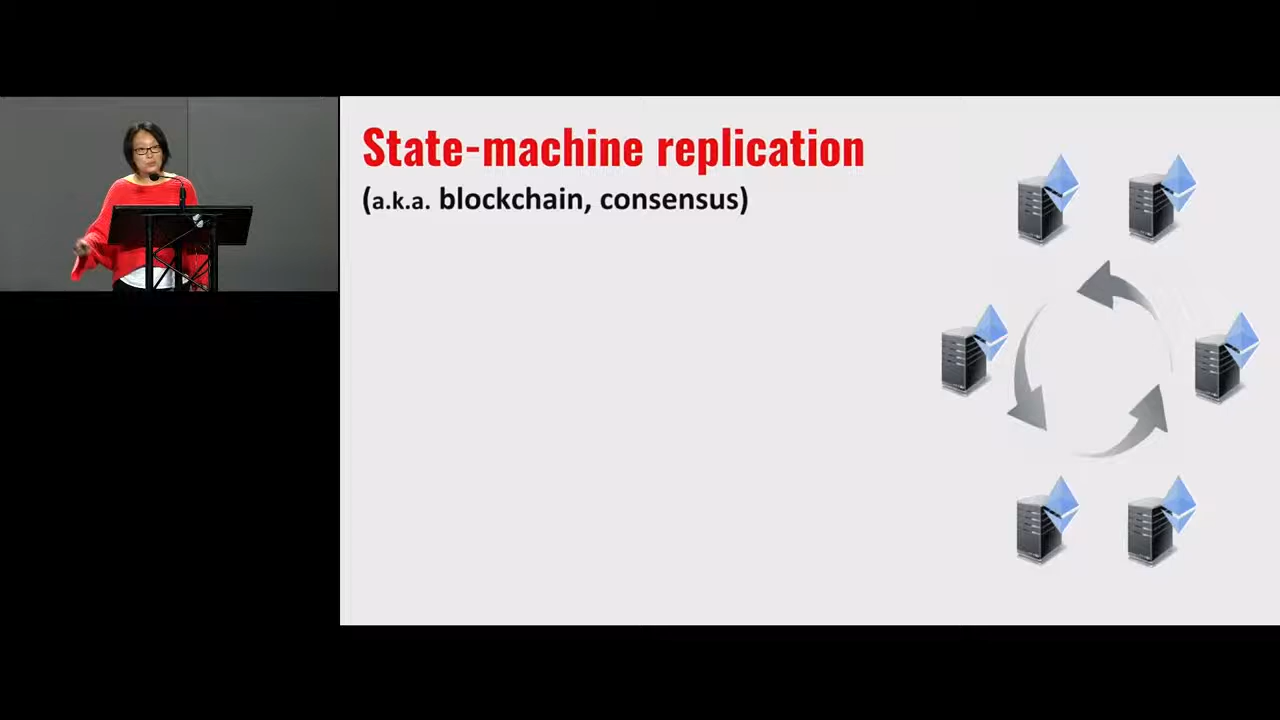 State-machine replication
(a.k.a. blockchain, consensus)